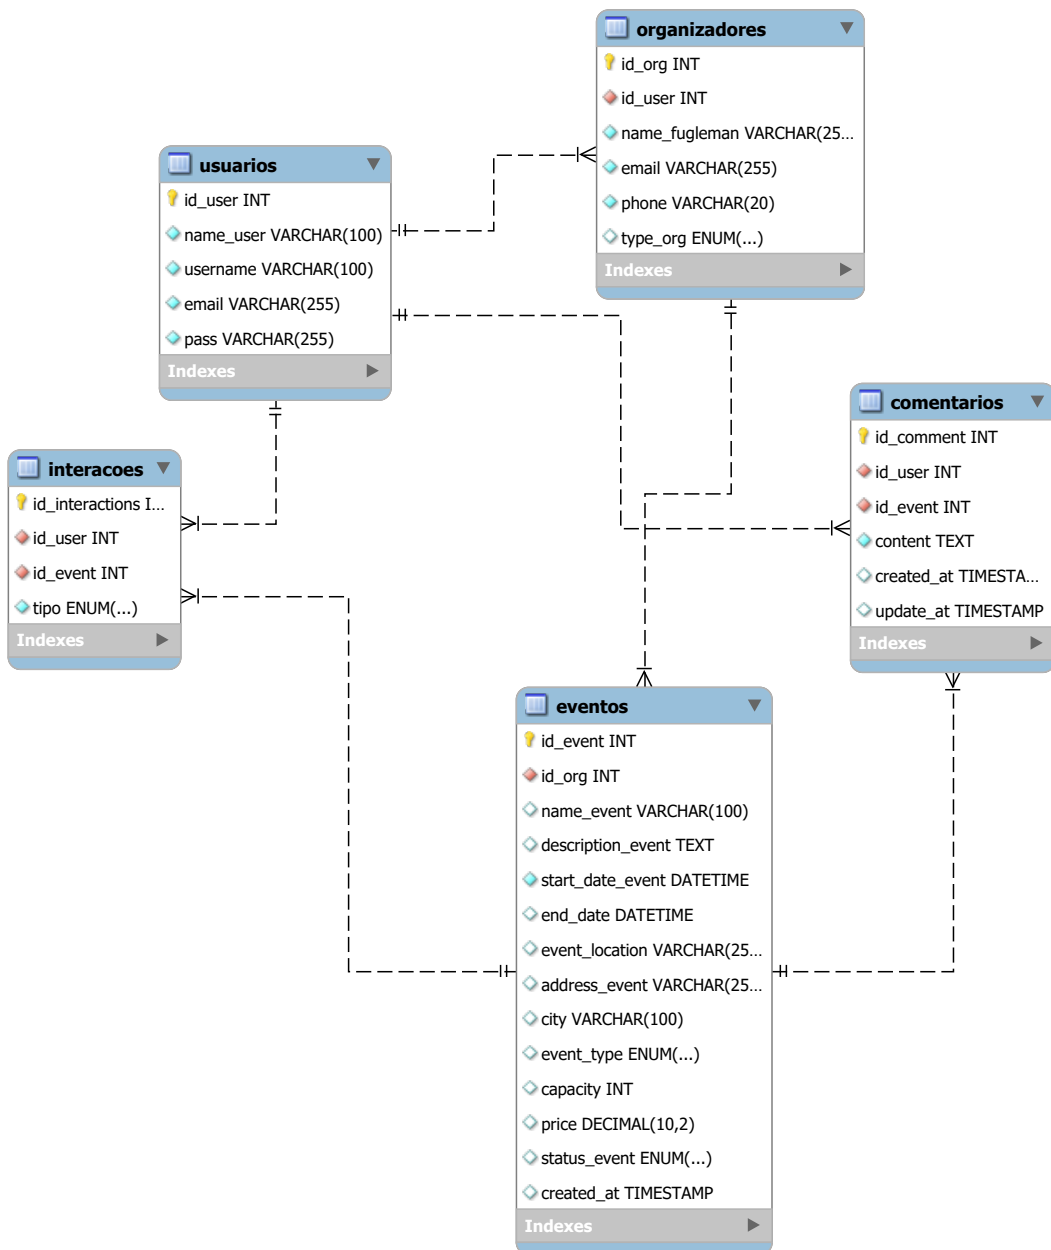 organizadores
id_org INT
id_user INT
name_fugleman VARCHAR(25...
email VARCHAR(255)
phone VARCHAR(20)
type_org ENUM(...)
Indexes
usuarios
id_user INT
name_user VARCHAR(100)
username VARCHAR(100)
email VARCHAR(255)
pass VARCHAR(255)
Indexes
comentarios
id_comment INT
id_user INT
id_event INT
content TEXT
created_at TIMESTA...
update_at TIMESTAMP
Indexes
interacoes
id_interactions I...
id_user INT
id_event INT
tipo ENUM(...)
Indexes
eventos
id_event INT
id_org INT
name_event VARCHAR(100)
description_event TEXT
start_date_event DATETIME
end_date DATETIME
event_location VARCHAR(25...
address_event VARCHAR(25...
city VARCHAR(100)
event_type ENUM(...)
capacity INT
price DECIMAL(10,2)
status_event ENUM(...)
created_at TIMESTAMP
Indexes